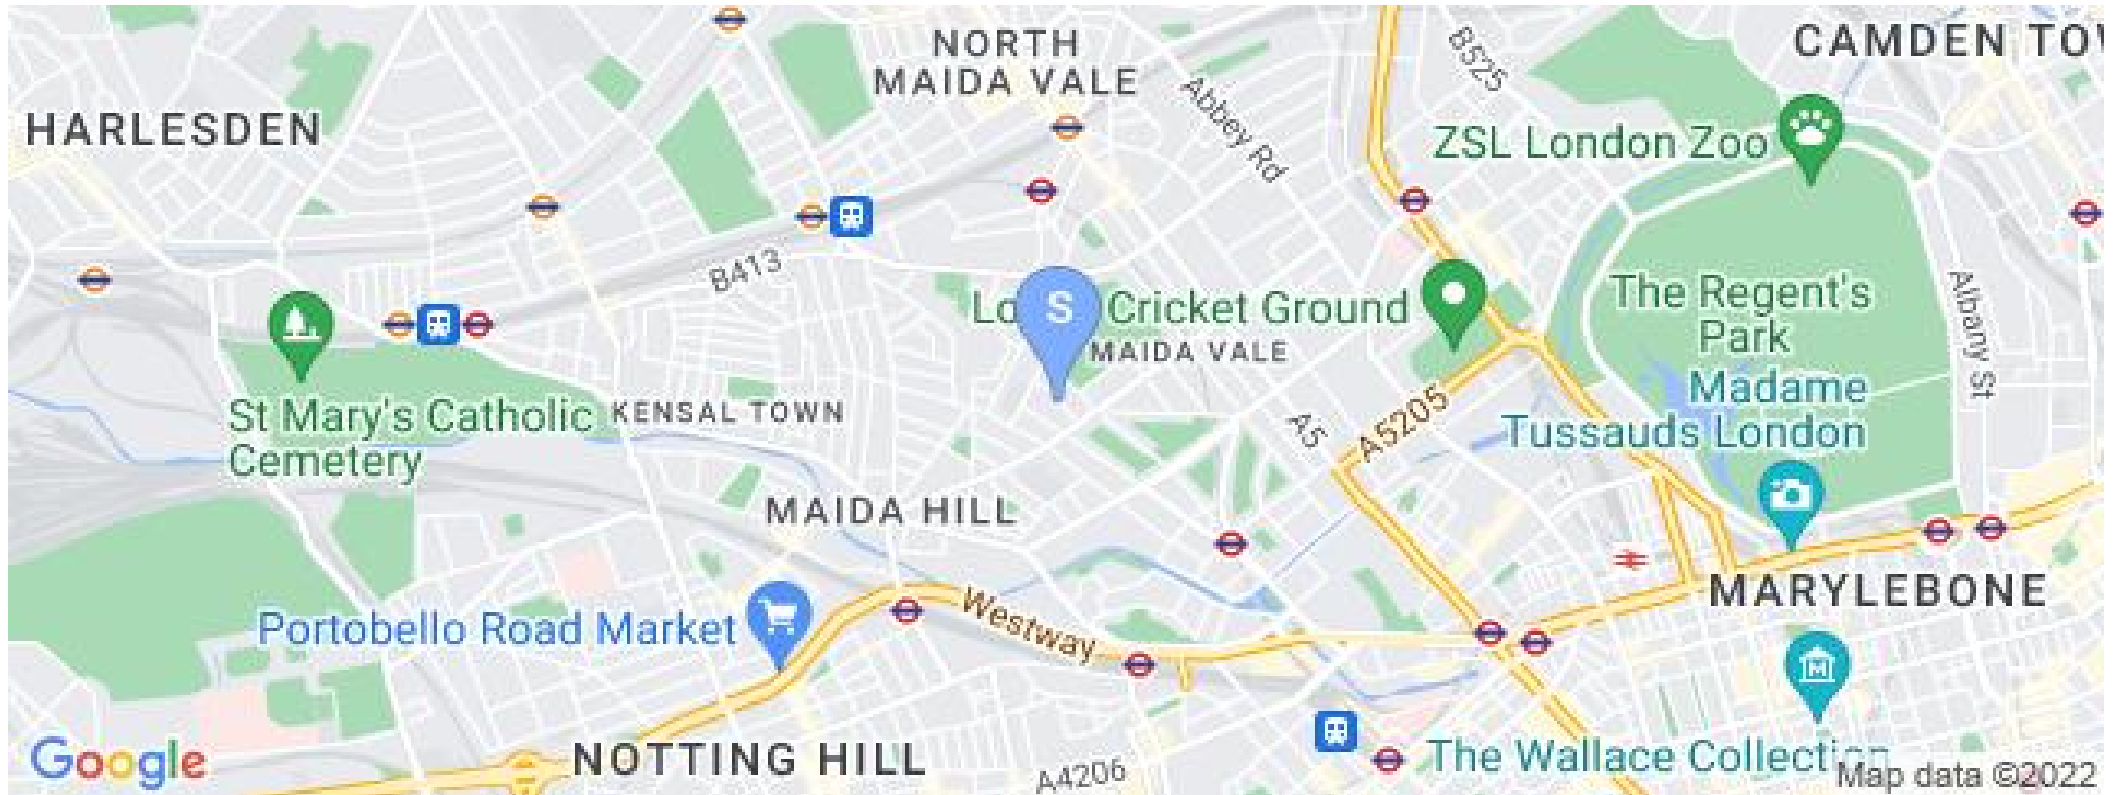 NORTH
MAIDA VALE
CAMDEN TOW
B525
HARLESDEN
Abbey Rd
ZSL London Zoo
B413
The Regent's
Park
Albany St
Lo
S
Cricket Ground
MAIDA VALE
Madame
Tussauds London
St Mary's Catholic
Cemetery
KENSAL TOWN
A5
A5205
MAIDA HILL
MARYLEBONE
Portobello Road Market
Westway
M
Google
NOTTING HILL
A4206
The Wallace Collection
Map data ©2022